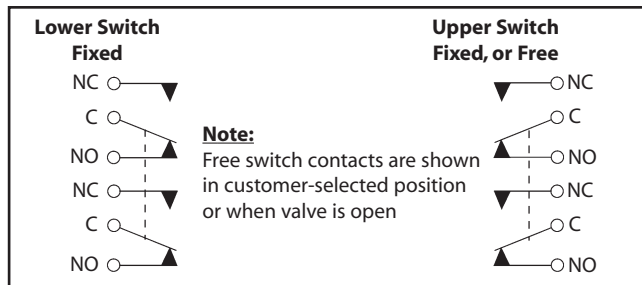 Lower Switch
Fixed
NC
C
NO
NC
C
NO
Note:
Free switch contacts are shown
in customer-selected position
or when valve is open
Upper Switch
Fixed, or Free
NC
C
NO
NC
C
NO